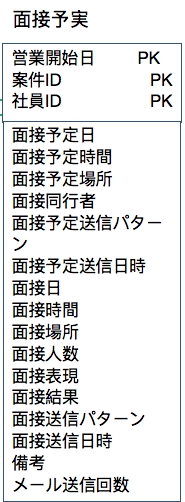 面接予実
営業開始日 PK
案件ID PK
社員ID PK
面接予定日
面接予定時間
面接予定場所
面接同行者
面接予定送信パター
ン
面接予定送信日時
面接日
面接時間
面接場所
面接人数
面接表現
面接結果
面接送信パターン
面接送信日時
備考
メール送信回数